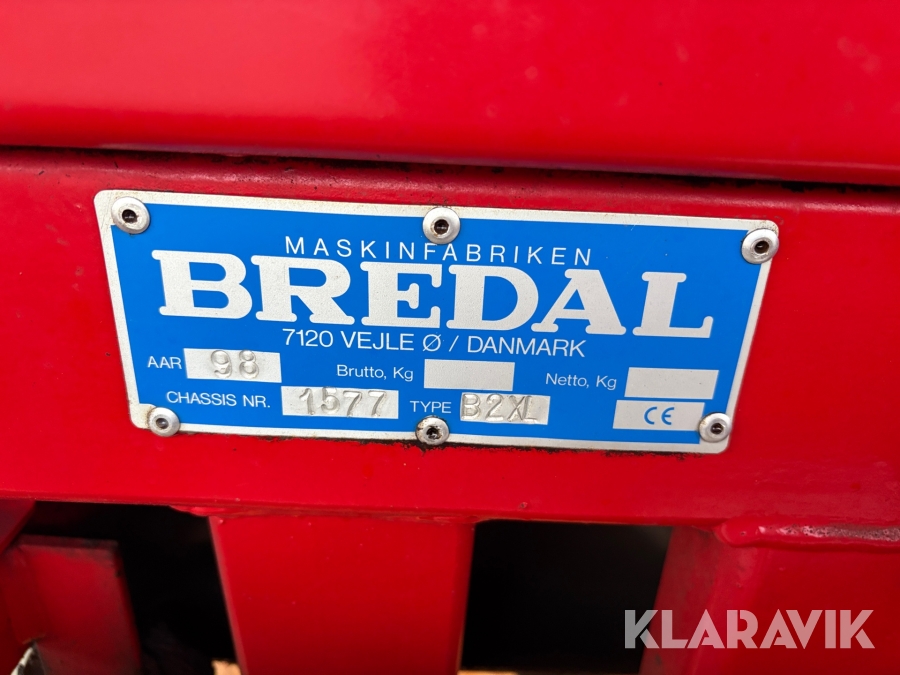 MASKINFABRIKEN
BREDAL
7120 VEJLE Ø / DANMARK
AAR 98 Brutto, Kg Netto, Kg
CHASSIS NR. 1577 TYPE B2XL CE
KLARAVIK